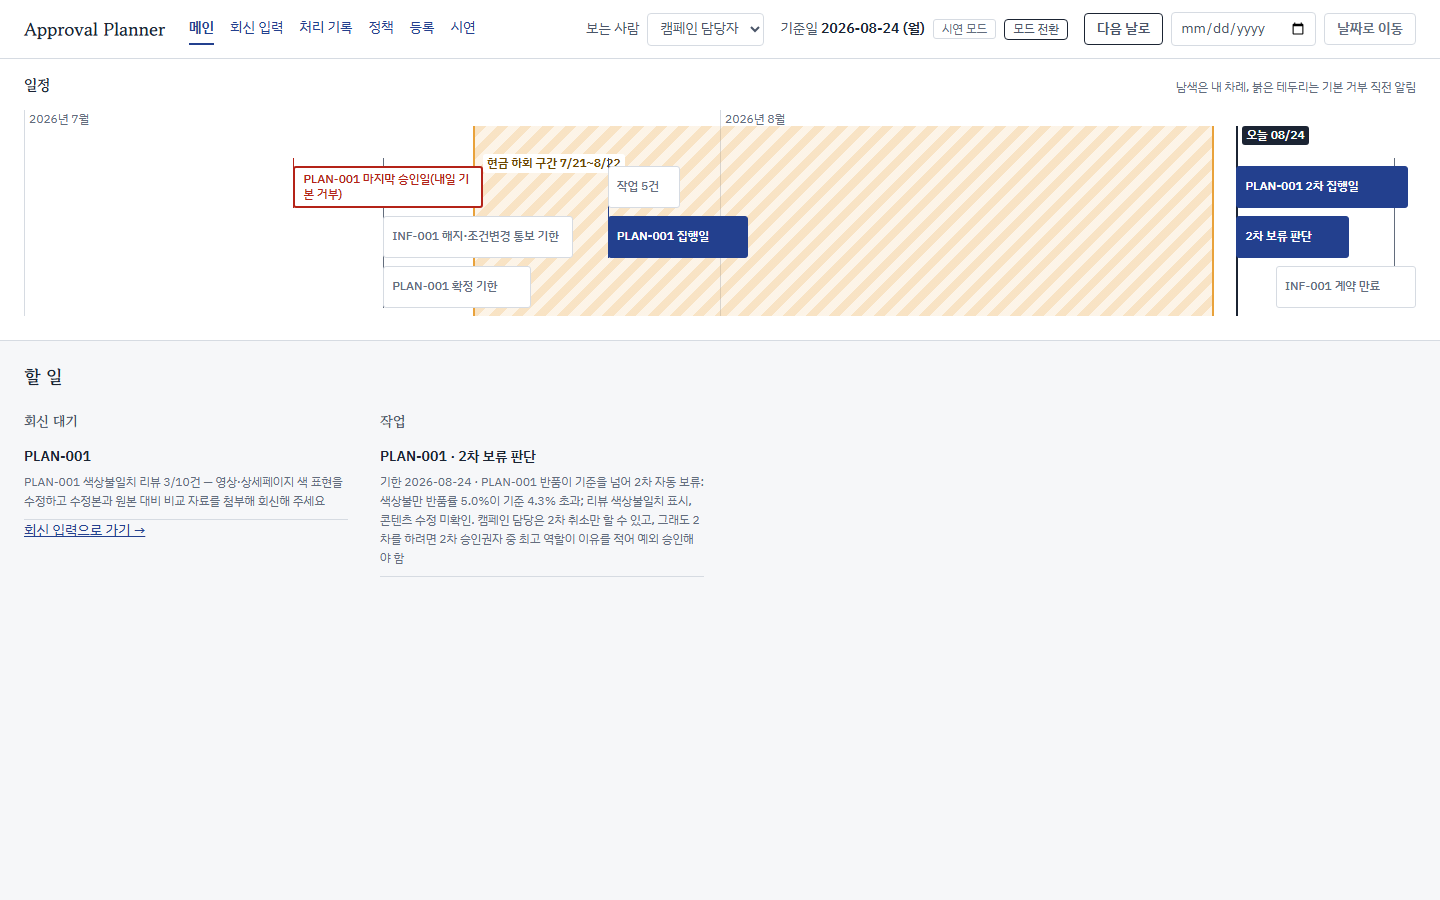 Approval Planner 메인 회신 입력 처리 기록 정책 등록 시연 보는 사람 캠페인 담당자 기준일 2026-08-24 (월) 시연 모드 모드 전환 다음 날로 mm/dd/yyyy 날짜로 이동
일정 남색은 내 차례, 붉은 테두리는 기본 거부 직전 알림
2026년 7월 2026년 8월
오늘 08/24
현금 하회 구간 7/21~8/22
PLAN-001 마지막 승인일(내일 기
본 거부)
작업 5건
PLAN-001 2차 집행일
INF-001 해지·조건변경 통보 기한
PLAN-001 집행일
2차 보류 판단
PLAN-001 확정 기한
INF-001 계약 만료
할 일
회신 대기
PLAN-001
PLAN-001 색상불일치 리뷰 3/10건 — 영상·상세페이지 색 표현을
수정하고 수정본과 원본 대비 비교 자료를 첨부해 회신해 주세요
회신 입력으로 가기 →
작업
PLAN-001 · 2차 보류 판단
기한 2026-08-24 · PLAN-001 반품이 기준을 넘어 2차 자동 보류:
색상불만 반품률 5.0%이 기준 4.3% 초과; 리뷰 색상불일치 표시,
콘텐츠 수정 미확인. 캠페인 담당은 2차 취소만 할 수 있고, 그래도 2
차를 하려면 2차 승인권자 중 최고 역할이 이유를 적어 예외 승인해
야 함